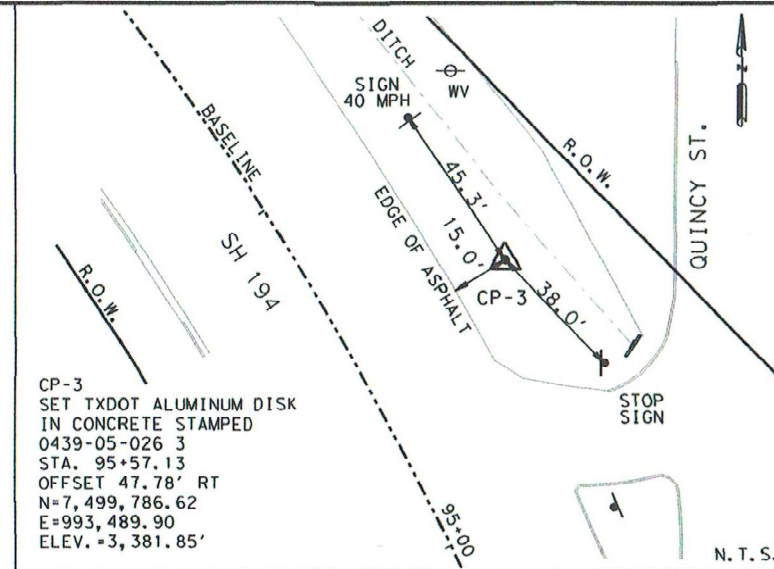 DITCH
SIGN
40 MPH
WV
BASELINE
R.O.W.
QUINCY ST.
45.3'
EDGE OF ASPHALT
15.0'
SH 194
CP-3
38.0'
R.O.W.
STOP
SIGN
CP-3
SET TXDOT ALUMINUM DISK
IN CONCRETE STAMPED
0439-05-026 3
STA. 95+57.13
OFFSET 47.78' RT
N=7,499,786.62
E=993,489.90
ELEV.=3,381.85'
95+00
N.T.S.